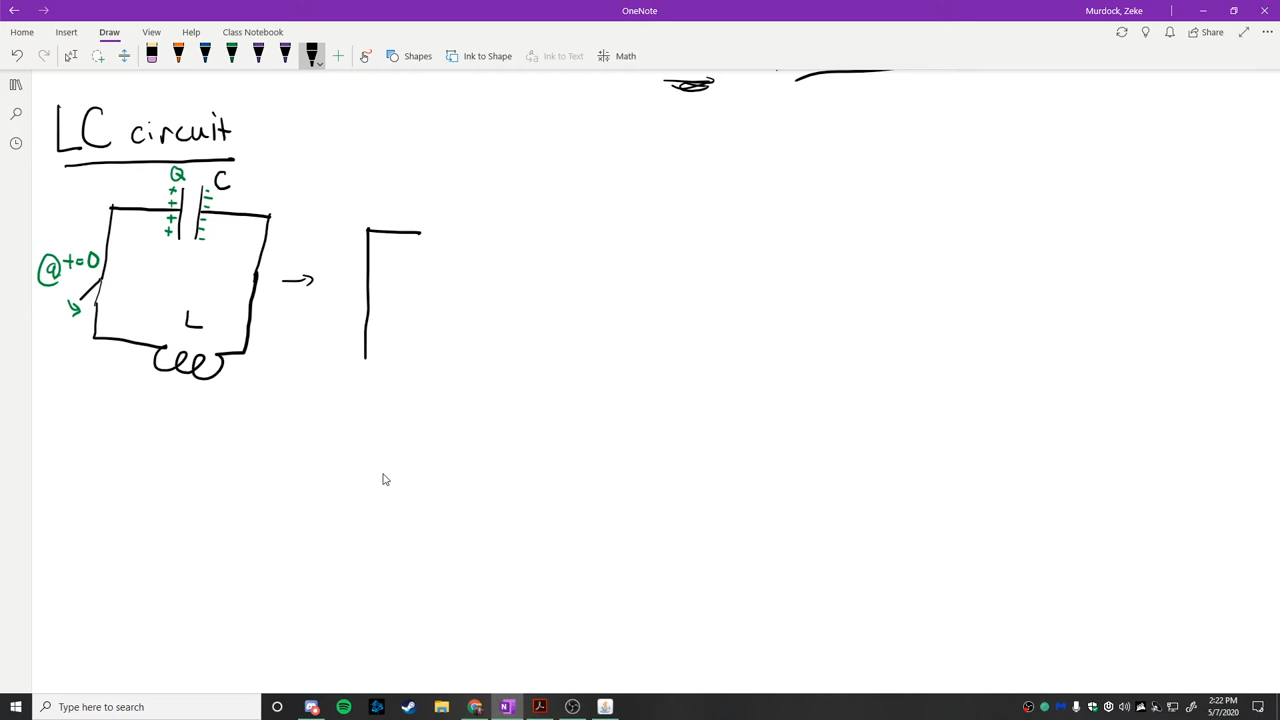 OneNote
Murdock, Zeke
Home Insert Draw View Help Class Notebook
Share
Shapes Ink to Shape Ink to Text Math
LC circuit
Q
C
+ -
+ -
+ -
+ -
@t=0
L
Type here to search
2:22 PM
5/7/2020